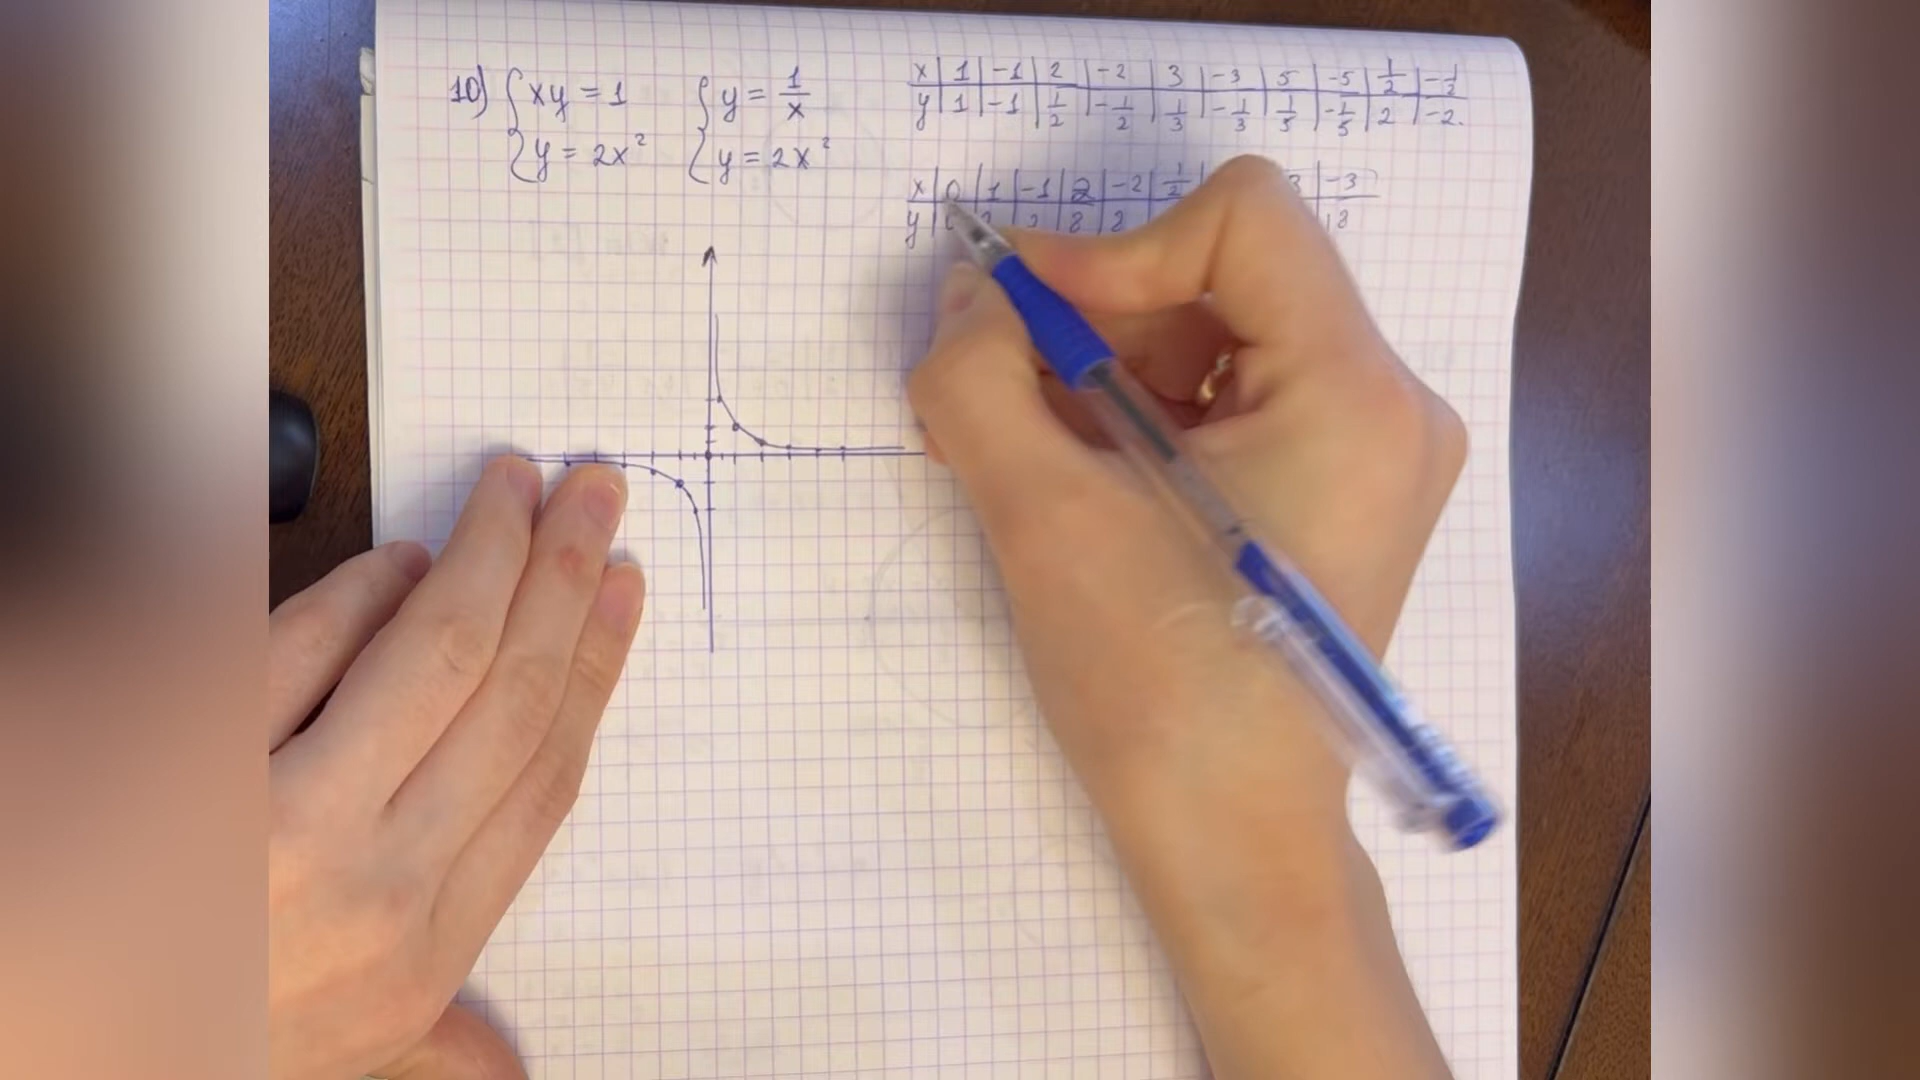 10) { xy = 1 { y = 1/x
{ y = 2x² { y = 2x²
x | 1 | -1 | 2 | -2 | 3 | -3 | 5 | -5 | 1/2 | -1/2
y | 1 | -1 | 1/2 | -1/2 | 1/3 | -1/3 | 1/5 | -1/5 | 2 | -2.
x | 0 | 1 | -1 | 2 | -2 | 1/2 | 3 | -3
y | 2 | 8 | 18